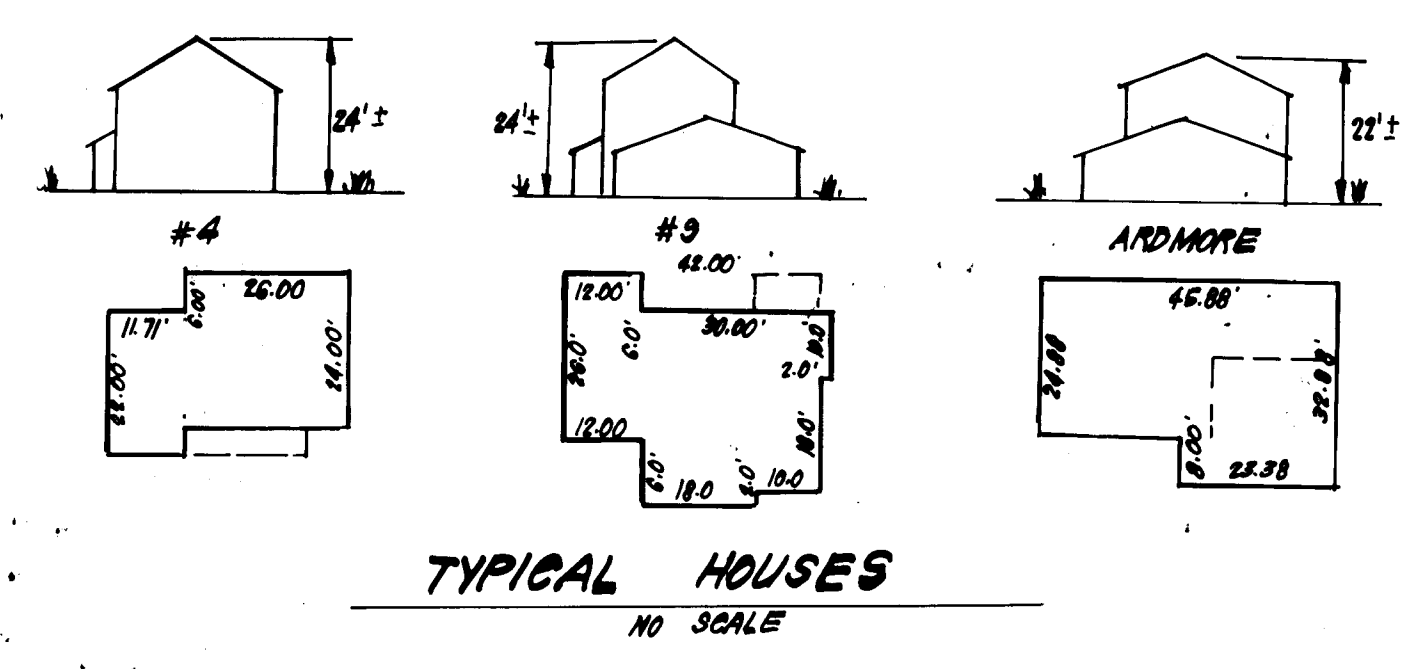 24'± 24'± 22'±
#4 #9 ARDMORE
42.00'
26.00 12.00' 45.88'
11.71' 6.00' 30.00'
22.00' 24.00' 26.0' 6.0' 10.0' 24.88 32.88'
2.0'
12.00 18.0' 8.00'
6.0' 18.0 2.0' 10.0 23.38
TYPICAL HOUSES
NO SCALE